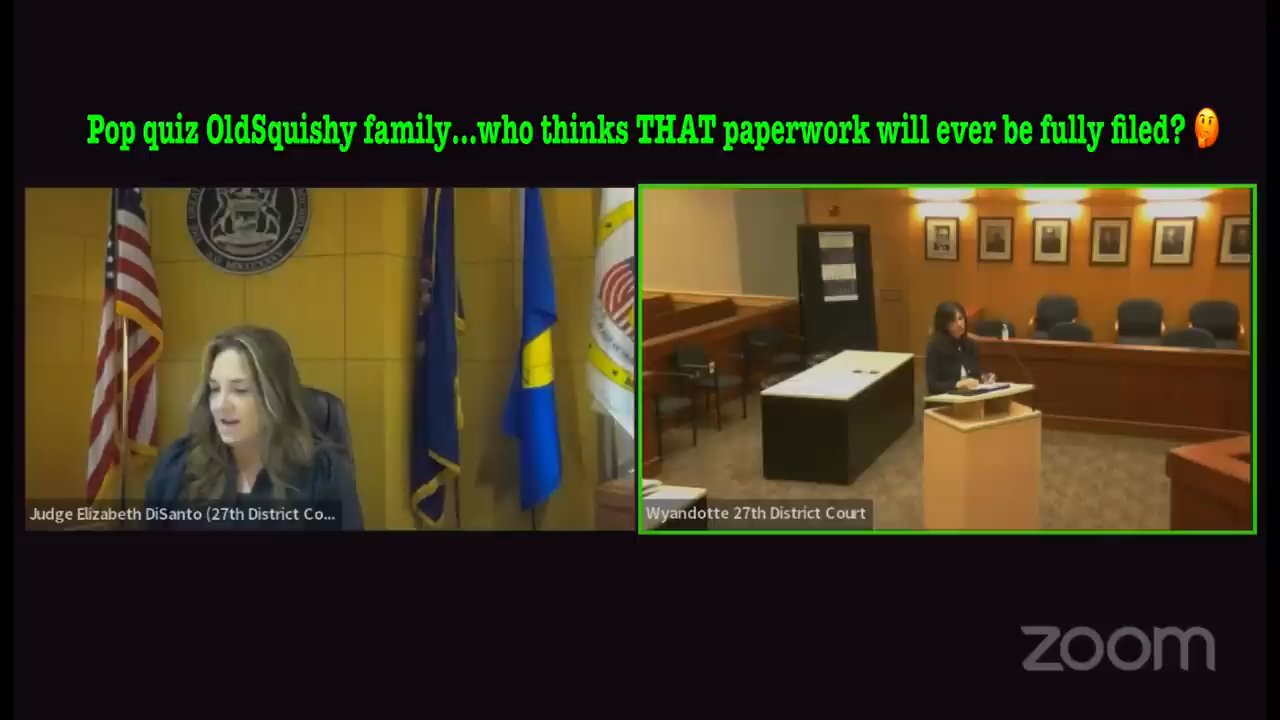 Pop quiz OldSquishy family...who thinks THAT paperwork will ever be fully filed? 🤔
Judge Elizabeth DiSanto (27th District Co...
Wyandotte 27th District Court
zoom